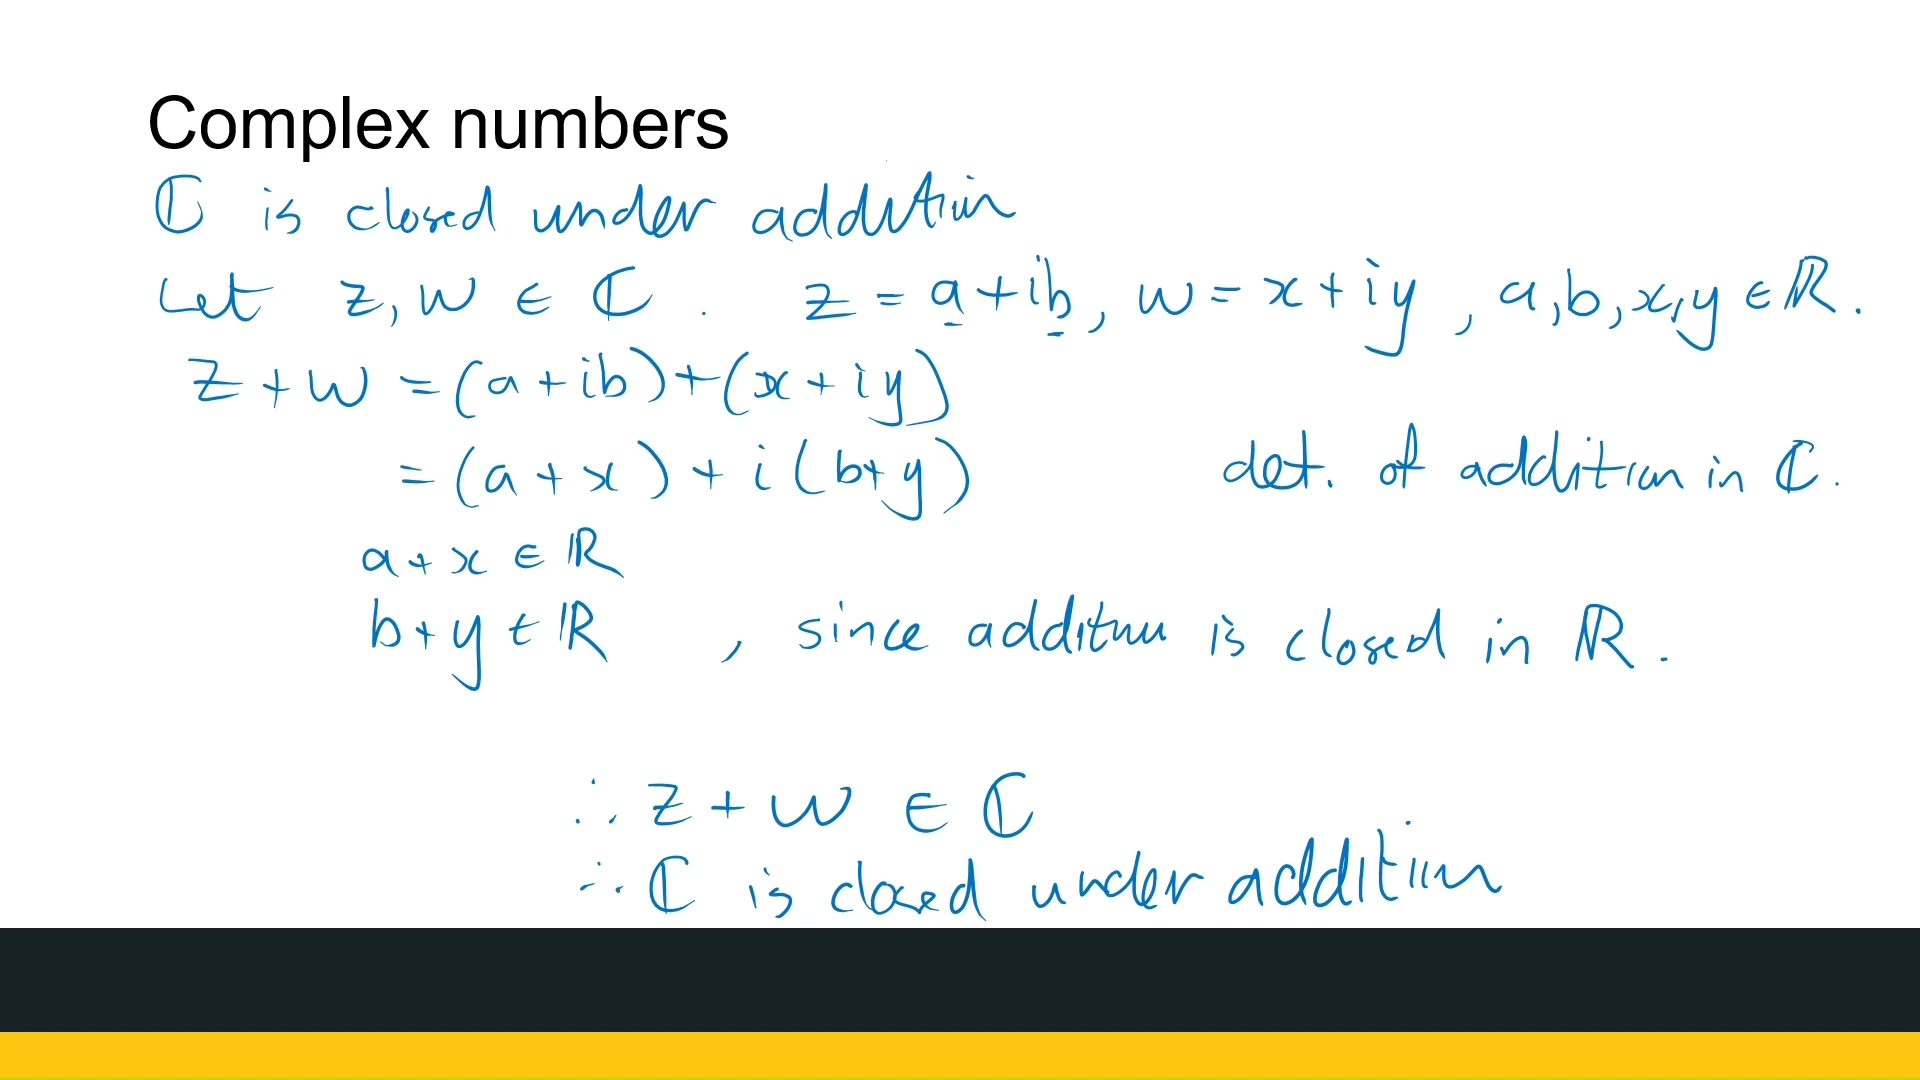 Complex numbers
ℂ is closed under addition
Let z, w ∈ ℂ . z = a + ib, w = x + iy , a, b, x, y ∈ ℝ.
z + w = (a + ib) + (x + iy)
= (a + x) + i(b + y) def. of addition in ℂ.
a + x ∈ ℝ
b + y ∈ ℝ , since addition is closed in ℝ.
∴ z + w ∈ ℂ
∴ ℂ is closed under addition